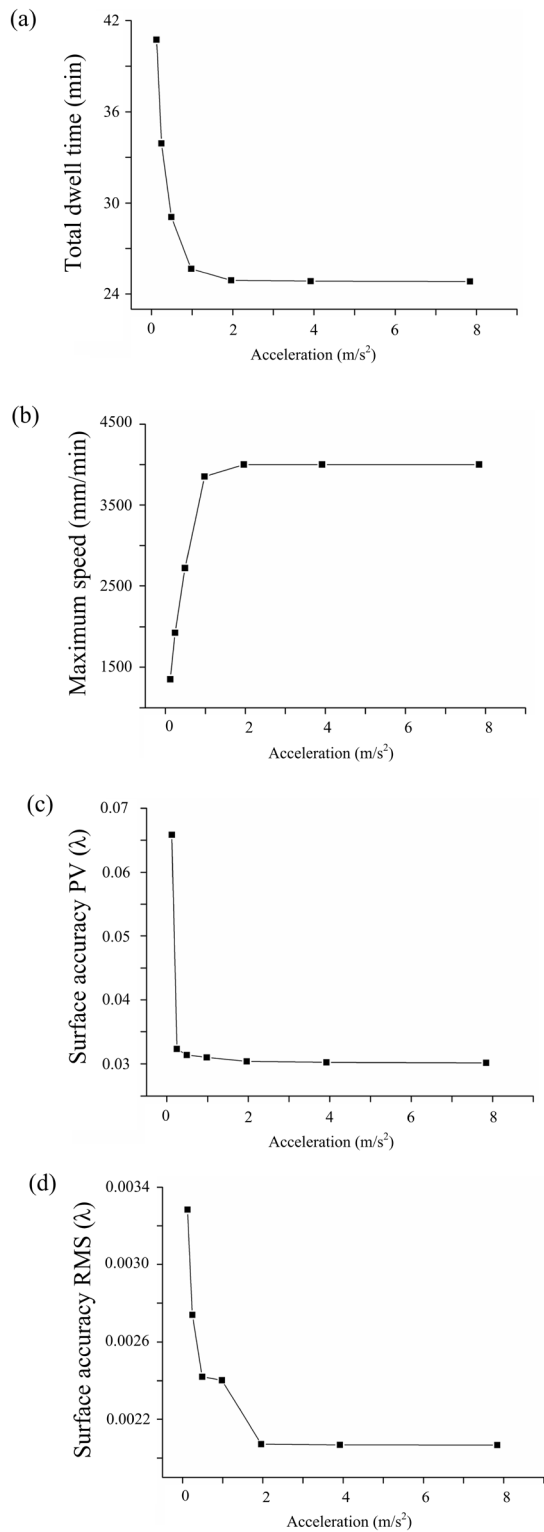 (a)
Total dwell time (min)
42
36
30
24
0 2 4 6 8
Acceleration (m/s²)
(b)
Maximum speed (mm/min)
4500
3500
2500
1500
0 2 4 6 8
Acceleration (m/s²)
(c)
Surface accuracy PV (λ)
0.07
0.06
0.05
0.04
0.03
0 2 4 6 8
Acceleration (m/s²)
(d)
Surface accuracy RMS (λ)
0.0034
0.0030
0.0026
0.0022
0 2 4 6 8
Acceleration (m/s²)